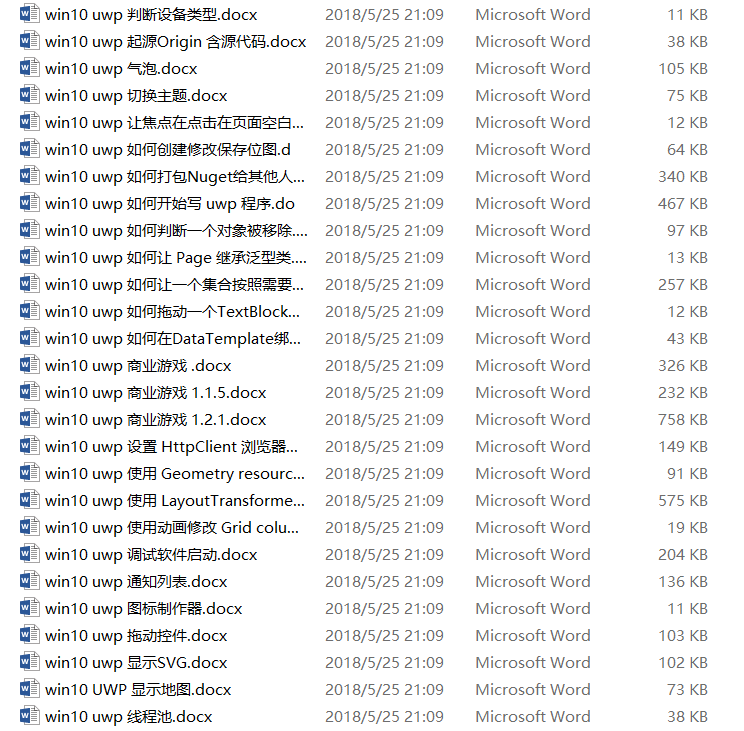 win10 uwp 判断设备类型.docx 2018/5/25 21:09 Microsoft Word 11 KB
win10 uwp 起源Origin 含源代码.docx 2018/5/25 21:09 Microsoft Word 38 KB
win10 uwp 气泡.docx 2018/5/25 21:09 Microsoft Word 105 KB
win10 uwp 切换主题.docx 2018/5/25 21:09 Microsoft Word 75 KB
win10 uwp 让焦点在点击在页面空白... 2018/5/25 21:09 Microsoft Word 12 KB
win10 uwp 如何创建修改保存位图.d 2018/5/25 21:09 Microsoft Word 64 KB
win10 uwp 如何打包Nuget给其他人... 2018/5/25 21:09 Microsoft Word 340 KB
win10 uwp 如何开始写 uwp 程序.do 2018/5/25 21:09 Microsoft Word 467 KB
win10 uwp 如何判断一个对象被移除.... 2018/5/25 21:09 Microsoft Word 97 KB
win10 uwp 如何让 Page 继承泛型类.... 2018/5/25 21:09 Microsoft Word 13 KB
win10 uwp 如何让一个集合按照需要... 2018/5/25 21:09 Microsoft Word 257 KB
win10 uwp 如何拖动一个TextBlock... 2018/5/25 21:09 Microsoft Word 12 KB
win10 uwp 如何在DataTemplate绑... 2018/5/25 21:09 Microsoft Word 43 KB
win10 uwp 商业游戏 .docx 2018/5/25 21:09 Microsoft Word 326 KB
win10 uwp 商业游戏 1.1.5.docx 2018/5/25 21:09 Microsoft Word 232 KB
win10 uwp 商业游戏 1.2.1.docx 2018/5/25 21:09 Microsoft Word 758 KB
win10 uwp 设置 HttpClient 浏览器... 2018/5/25 21:09 Microsoft Word 149 KB
win10 uwp 使用 Geometry resourc... 2018/5/25 21:09 Microsoft Word 91 KB
win10 uwp 使用 LayoutTransforme... 2018/5/25 21:09 Microsoft Word 575 KB
win10 uwp 使用动画修改 Grid colu... 2018/5/25 21:09 Microsoft Word 19 KB
win10 uwp 调试软件启动.docx 2018/5/25 21:09 Microsoft Word 204 KB
win10 uwp 通知列表.docx 2018/5/25 21:09 Microsoft Word 136 KB
win10 uwp 图标制作器.docx 2018/5/25 21:09 Microsoft Word 11 KB
win10 uwp 拖动控件.docx 2018/5/25 21:09 Microsoft Word 103 KB
win10 uwp 显示SVG.docx 2018/5/25 21:09 Microsoft Word 102 KB
win10 UWP 显示地图.docx 2018/5/25 21:09 Microsoft Word 73 KB
win10 uwp 线程池.docx 2018/5/25 21:09 Microsoft Word 38 KB